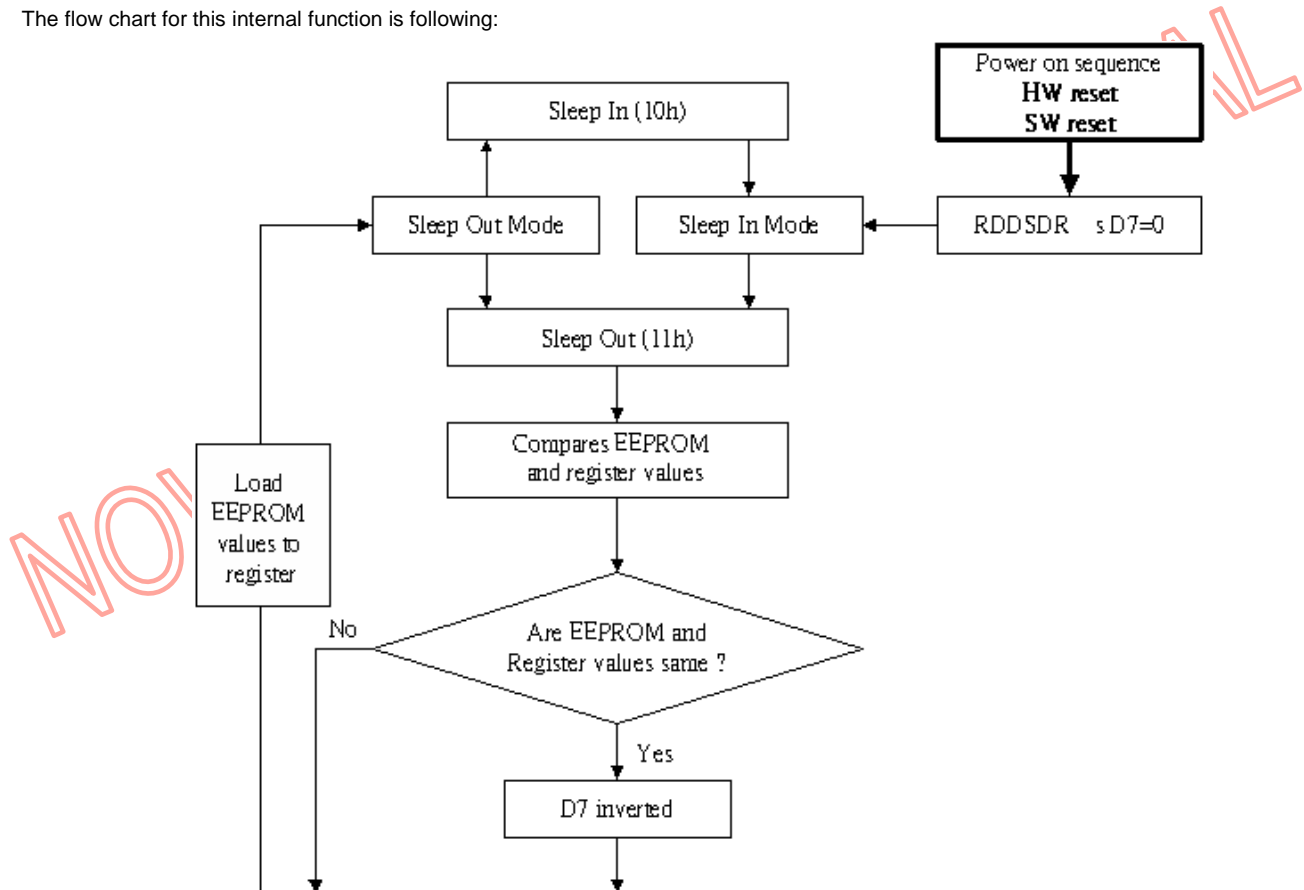 The flow chart for this internal function is following:
Power on sequence
HW reset
SW reset
Sleep In (10h)
Sleep Out Mode
Sleep In Mode
RDDSDR s D7=0
Sleep Out (11h)
Compares EEPROM
and register values
Load
EEPROM
values to
register
No
Are EEPROM and
Register values same ?
Yes
D7 inverted